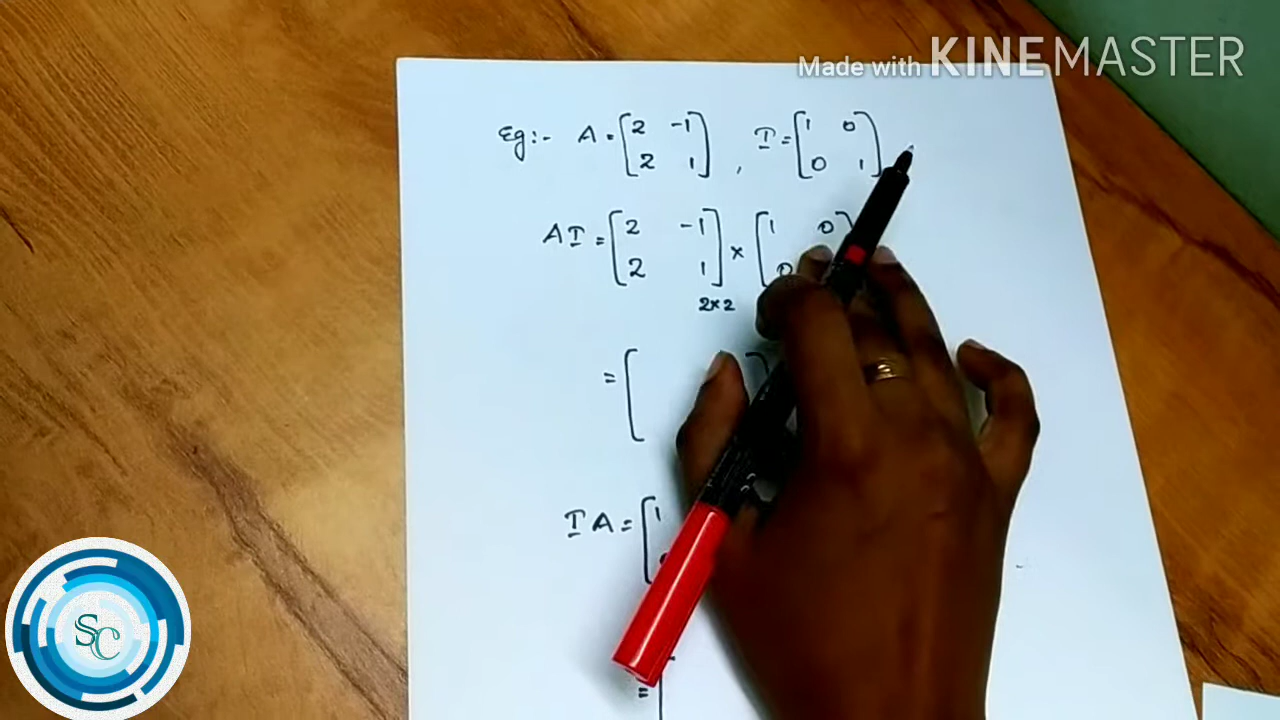 Made with KINEMASTER
Eg:- A = [2 -1
2 1] , I = [1 0
0 1]
AI = [2 -1
2 1] 2×2 × [1 0
0
= [ ]
IA = [1
=
SC